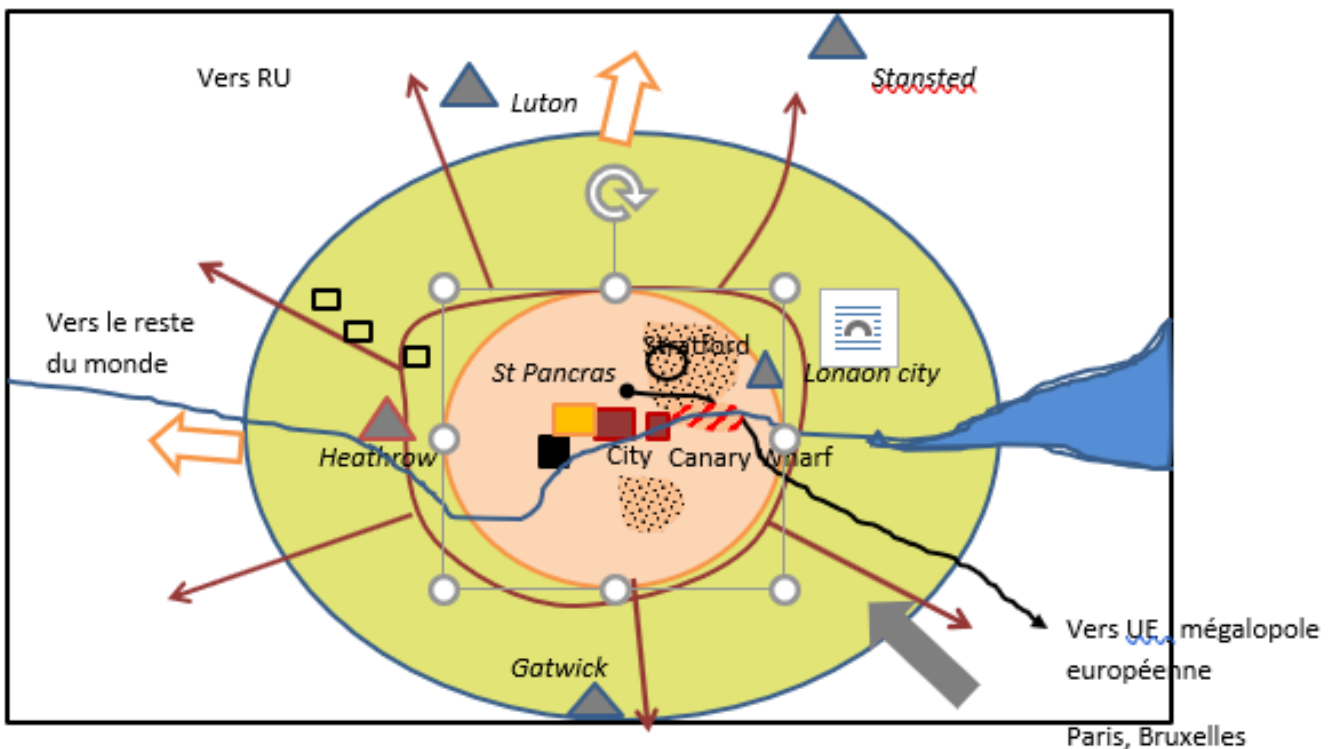 Vers RU
Luton
Stansted
Vers le reste
du monde
Stratford
St Pancras
London city
Heathrow
City
Canary Wharf
Gatwick
Vers UE mégalopole
européenne
Paris, Bruxelles